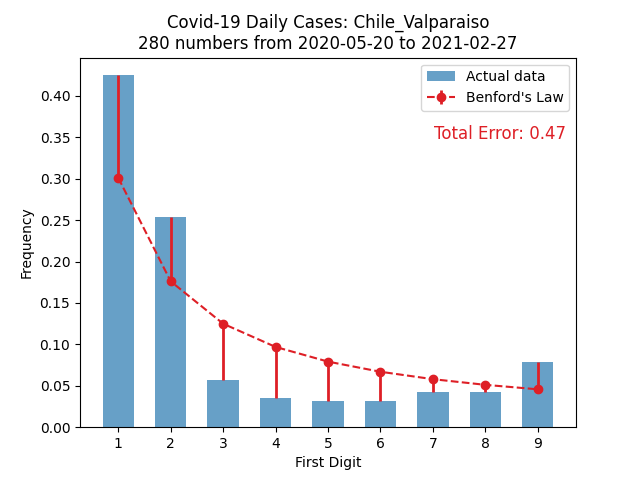 Covid-19 Daily Cases: Chile_Valparaiso
280 numbers from 2020-05-20 to 2021-02-27
Actual data
Benford's Law
Total Error: 0.47
Frequency
0.40
0.35
0.30
0.25
0.20
0.15
0.10
0.05
0.00
1 2 3 4 5 6 7 8 9
First Digit